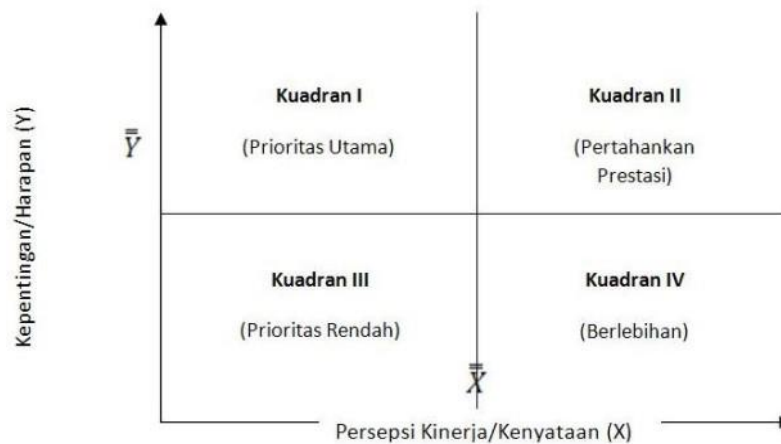 Kepentingan/Harapan (Y)
Y̿
Kuadran I
(Prioritas Utama)
Kuadran II
(Pertahankan
Prestasi)
Kuadran III
(Prioritas Rendah)
Kuadran IV
(Berlebihan)
X̿
Persepsi Kinerja/Kenyataan (X)